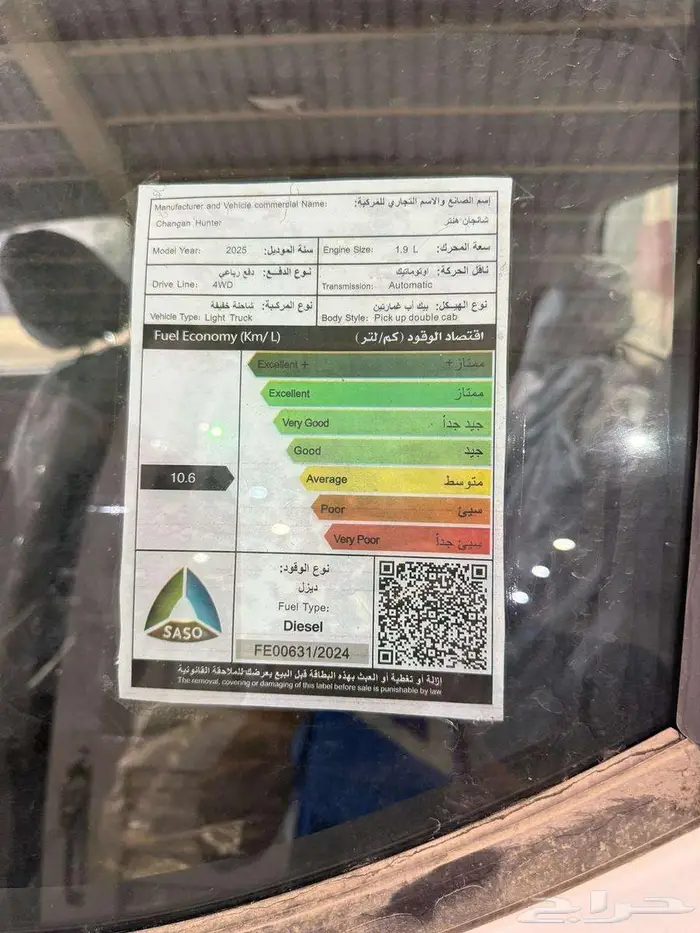 Manufacturer and Vehicle commercial Name: إسم الصانع والاسم التجاري للمركبة:
Changan Hunter شانجان هنتر
Model Year: 2025 سنة الموديل: Engine Size: 1.9 L سعة المحرك:
نوع الدفع: دفع رباعي
Drive Line: 4WD
ناقل الحركة: اوتوماتيك
Transmission: Automatic
نوع المركبة: شاحنة خفيفة
Vehicle Type: Light Truck
نوع الهيكل: بيك أب غمارتين
Body Style: Pick up double cab
Fuel Economy (Km/ L) اقتصاد الوقود (كم/لتر)
Excellent + ممتاز+
Excellent ممتاز
Very Good جيد جداً
Good جيد
10.6 Average متوسط
Poor سيئ
Very Poor سيئ جداً
SASO
نوع الوقود:
ديزل
Fuel Type:
Diesel
FE00631/2024
إزالة أو تغطية أو العبث بهذه البطاقة قبل البيع يعرضك للملاحقة القانونية
The removal, covering or damaging of this label before sale is punishable by law
حراج